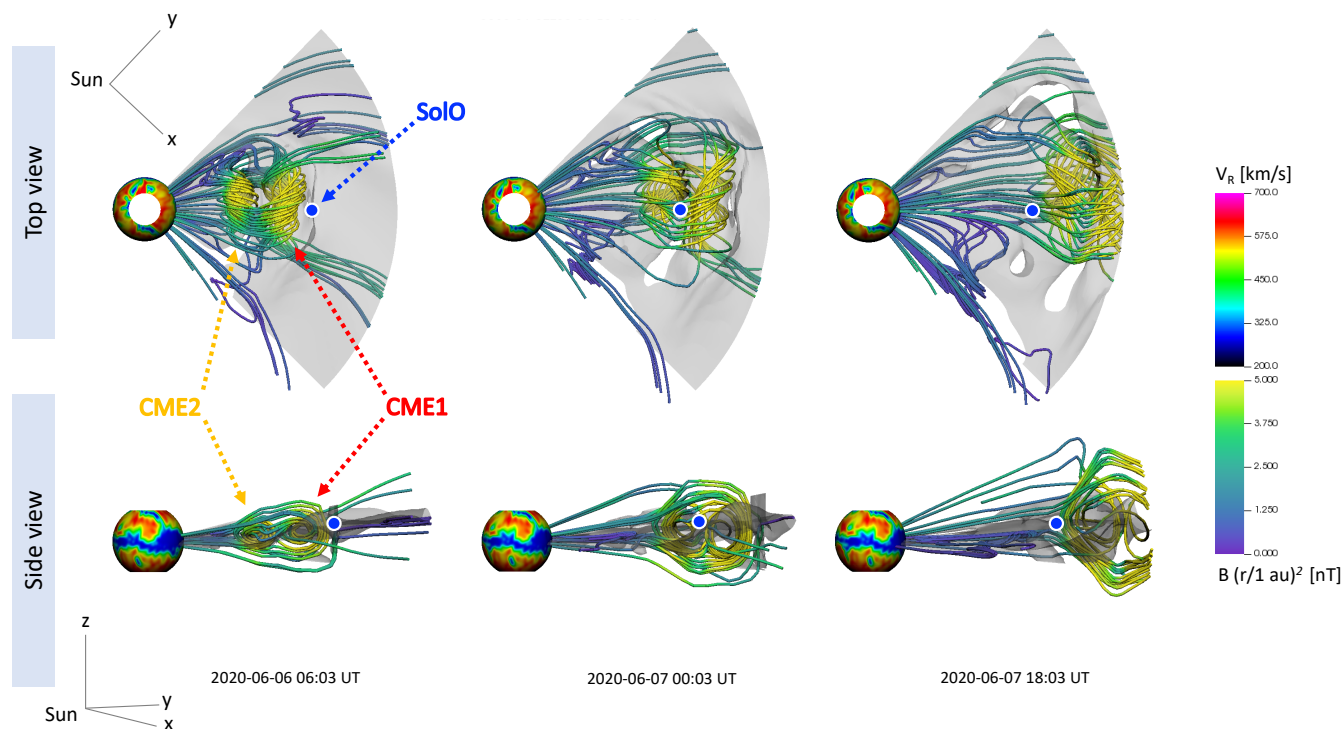 Top view
y
Sun
x
SolO
CME2
CME1
Side view
z
y
Sun
x
2020-06-06 06:03 UT
2020-06-07 00:03 UT
2020-06-07 18:03 UT
V_R [km/s]
700.0
575.0
450.0
325.0
200.0
5.000
3.750
2.500
1.250
0.000
B (r/1 au)² [nT]